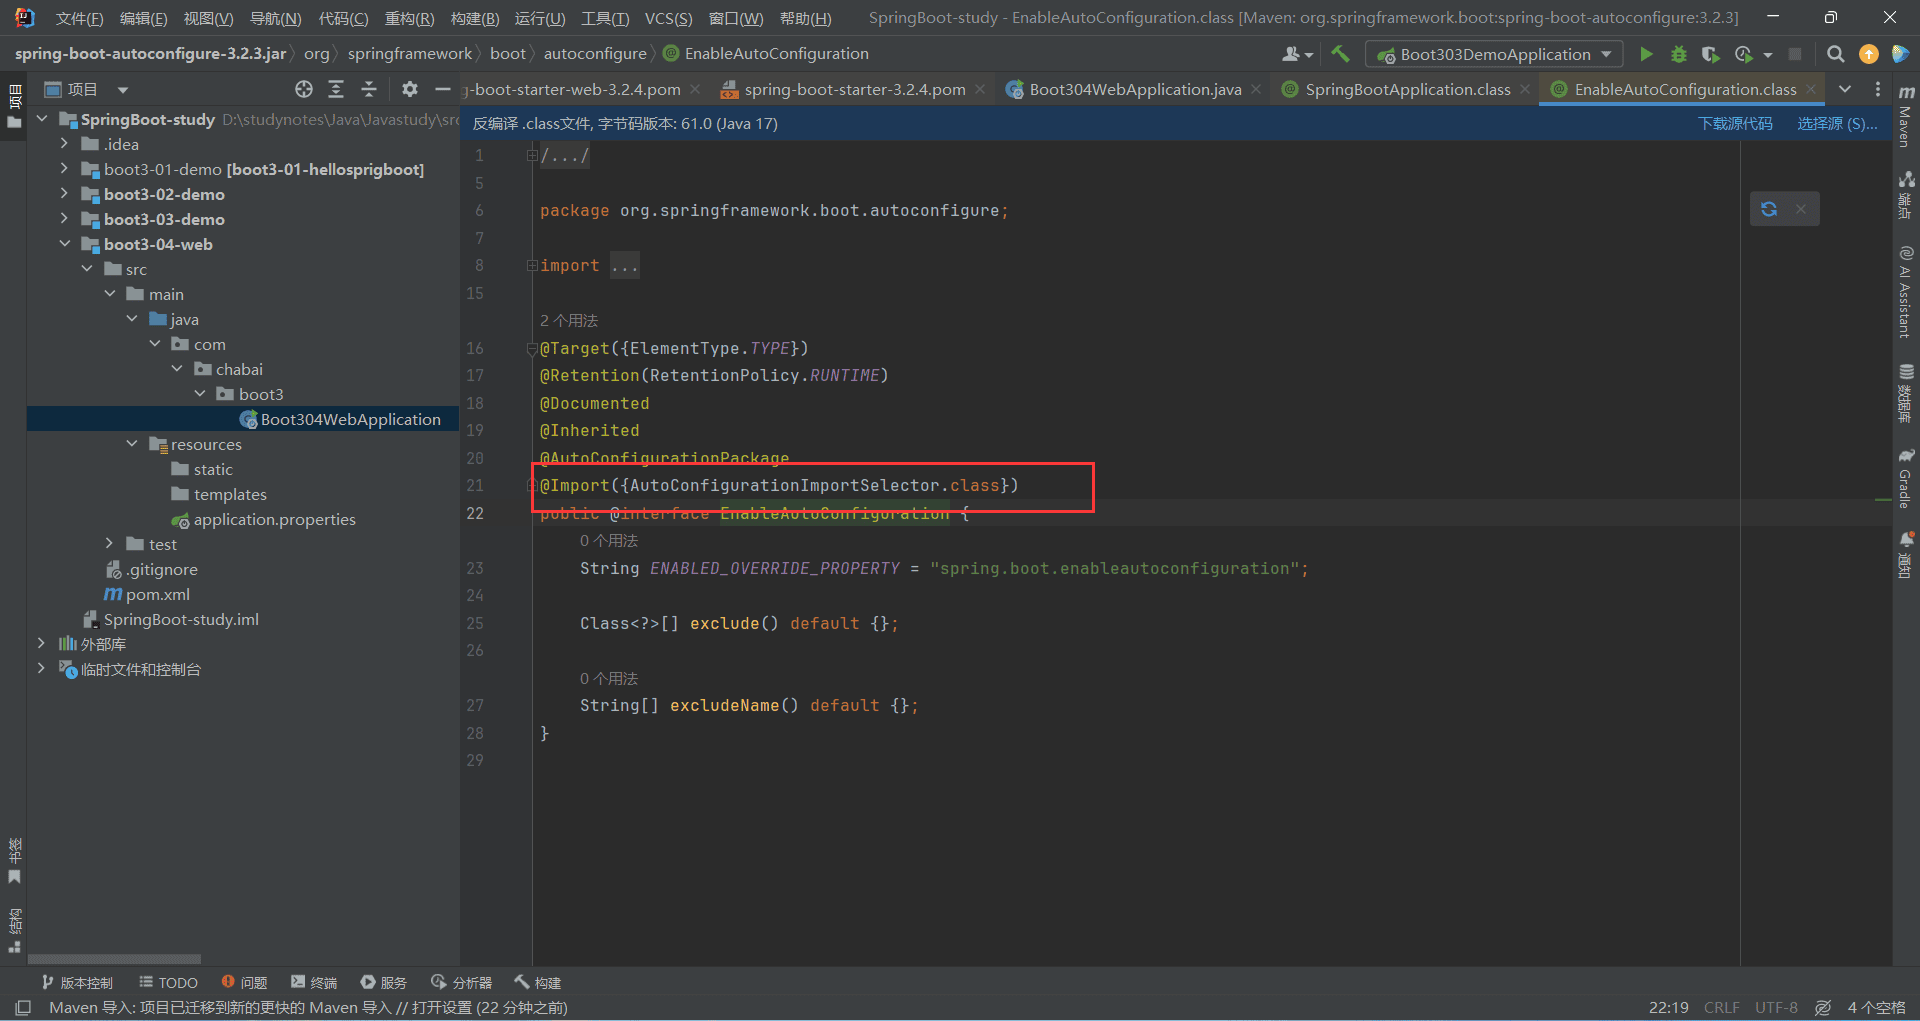 文件(F) 编辑(E) 视图(V) 导航(N) 代码(C) 重构(R) 构建(B) 运行(U) 工具(T) VCS(S) 窗口(W) 帮助(H) SpringBoot-study - EnableAutoConfiguration.class [Maven: org.springframework.boot:spring-boot-autoconfigure:3.2.3]
spring-boot-autoconfigure-3.2.3.jar org springframework boot autoconfigure EnableAutoConfiguration Boot303DemoApplication
项目
项目
g-boot-starter-web-3.2.4.pom spring-boot-starter-3.2.4.pom Boot304WebApplication.java SpringBootApplication.class EnableAutoConfiguration.class
SpringBoot-study D:\studynotes\Java\Javastudy\src
.idea
boot3-01-demo [boot3-01-hellosprigboot]
boot3-02-demo
boot3-03-demo
boot3-04-web
src
main
java
com
chabai
boot3
Boot304WebApplication
resources
static
templates
application.properties
test
.gitignore
pom.xml
SpringBoot-study.iml
外部库
临时文件和控制台
反编译 .class文件, 字节码版本: 61.0 (Java 17) 下载源代码 选择源 (S)...
1 /.../
5
6 package org.springframework.boot.autoconfigure;
7
8 import ...
15
2 个用法
16 @Target({ElementType.TYPE})
17 @Retention(RetentionPolicy.RUNTIME)
18 @Documented
19 @Inherited
20 @AutoConfigurationPackage
21 @Import({AutoConfigurationImportSelector.class})
22 public @interface EnableAutoConfiguration {
0 个用法
23 String ENABLED_OVERRIDE_PROPERTY = "spring.boot.enableautoconfiguration";
24
25 Class<?>[] exclude() default {};
26
0 个用法
27 String[] excludeName() default {};
28 }
29
Maven
端点
AI Assistant
数据库
Gradle
通知
书签
结构
版本控制 TODO 问题 终端 服务 分析器 构建
Maven 导入: 项目已迁移到新的更快的 Maven 导入 // 打开设置 (22 分钟之前) 22:19 CRLF UTF-8 4 个空格